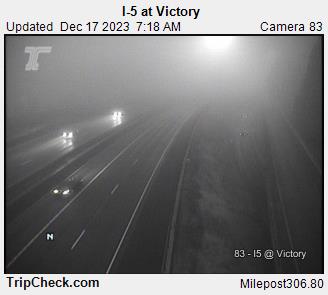 I-5 at Victory
Updated Dec 17 2023 7:18 AM Camera 83
N
83 - I5 @ Victory
TripCheck.com Milepost306.80